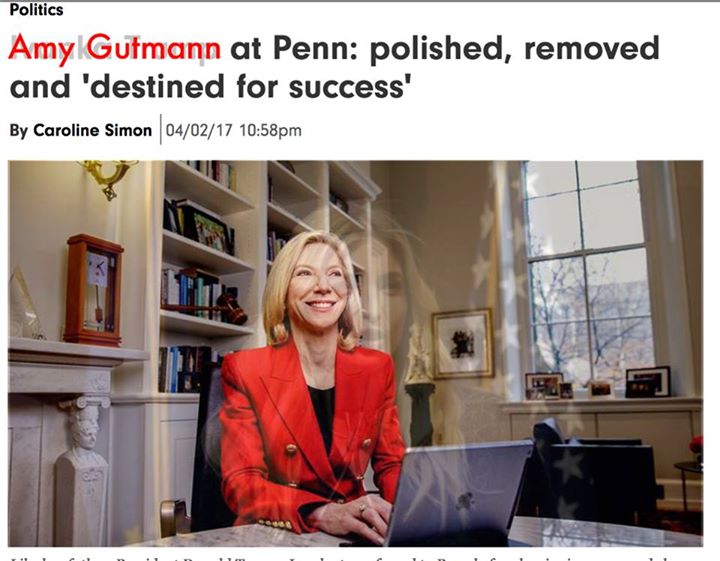 Politics
Amy Gutmann at Penn: polished, removed
and 'destined for success'
By Caroline Simon 04/02/17 10:58pm